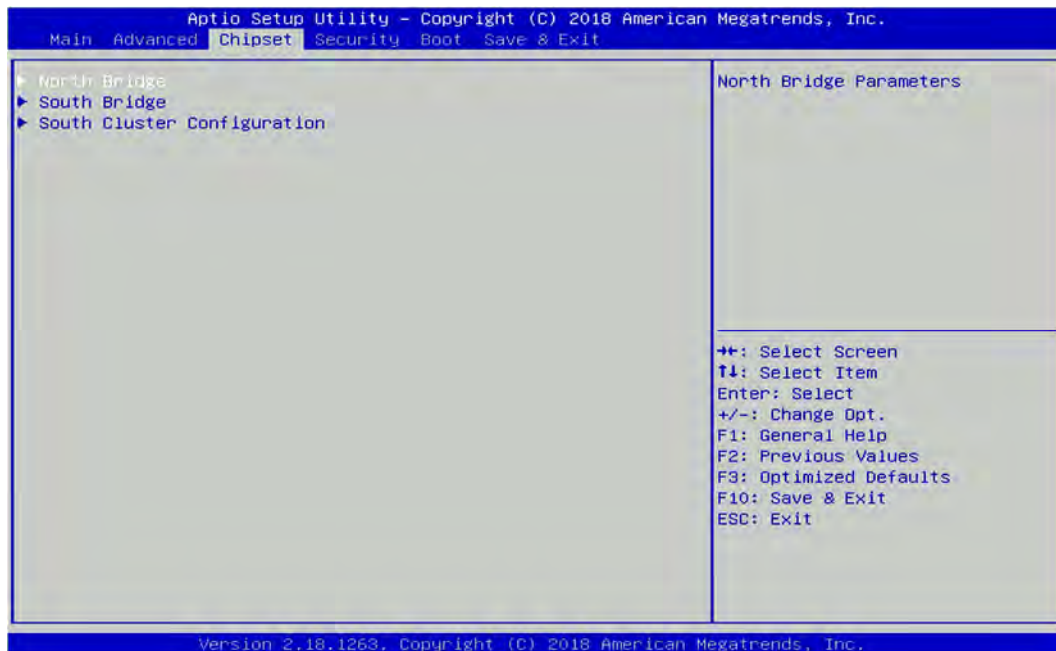 Aptio Setup Utility – Copyright (C) 2018 American Megatrends, Inc.
Main Advanced Chipset Security Boot Save & Exit
▶ North Bridge
▶ South Bridge
▶ South Cluster Configuration
North Bridge Parameters
→←: Select Screen
↑↓: Select Item
Enter: Select
+/-: Change Opt.
F1: General Help
F2: Previous Values
F3: Optimized Defaults
F10: Save & Exit
ESC: Exit
Version 2.18.1263. Copyright (C) 2018 American Megatrends, Inc.